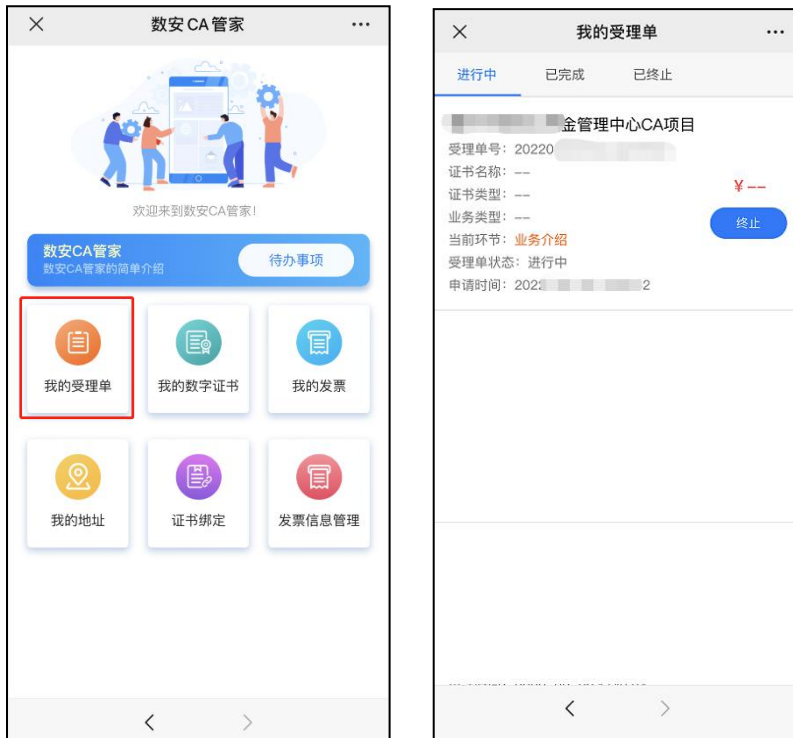 数安CA管家
欢迎来到数安CA管家!
数安CA管家
数安CA管家的简单介绍
待办事项
我的受理单
我的数字证书
我的发票
我的地址
证书绑定
发票信息管理
我的受理单
进行中
已完成
已终止
金管理中心CA项目
受理单号：20220
证书名称：--
证书类型：--
¥ --
业务类型：--
终止
当前环节：业务介绍
受理单状态：进行中
申请时间：202 2